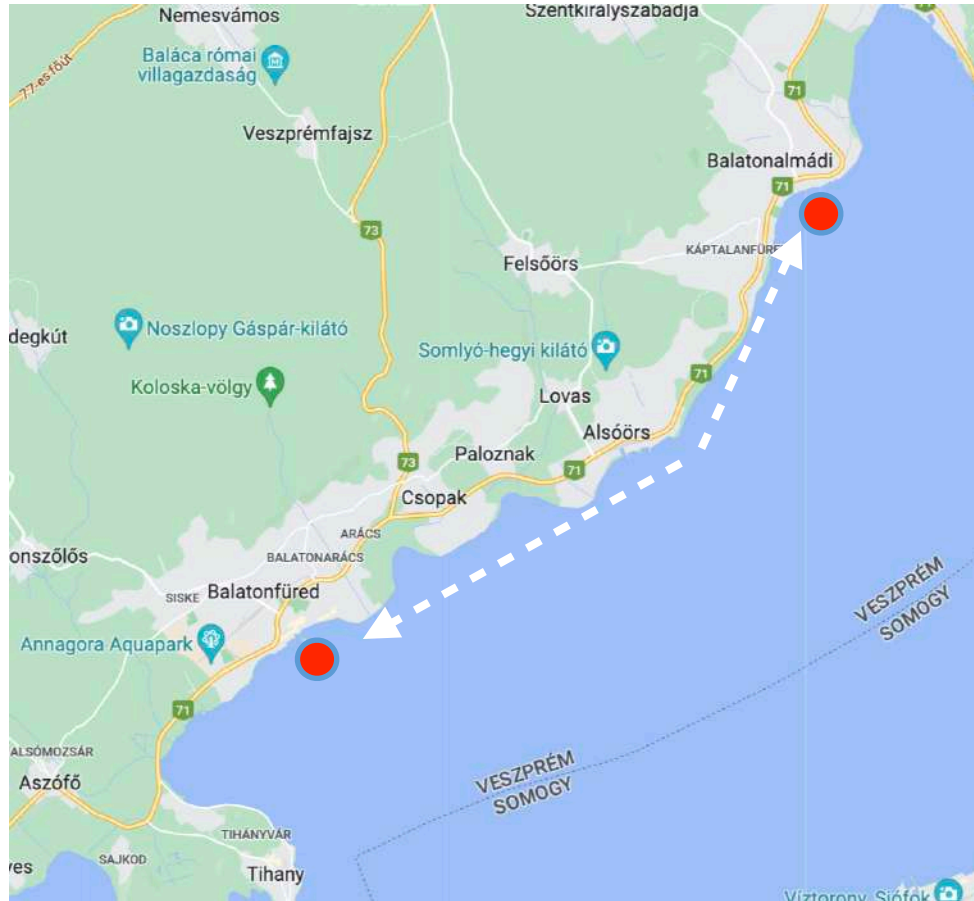 Nemesvámos
Szentkirályszabadja
Baláca római
villagazdaság
77-es főút
71
Veszprémfajsz
Balatonalmádi
71
73
KÁPTALANFÜRE
Felsőörs
degkút
Noszlopy Gáspár-kilátó
Somlyó-hegyi kilátó
71
Koloska-völgy
Lovas
Alsóörs
Paloznak
73
71
Csopak
ARÁCS
onszőlős
BALATONARÁCS
SISKE
Balatonfüred
VESZPRÉM
SOMOGY
Annagora Aquapark
71
ALSÓMOZSÁR
VESZPRÉM
SOMOGY
Aszófő
TIHANYVÁR
SAJKOD
yes
Tihany
Víztorony, Siófok